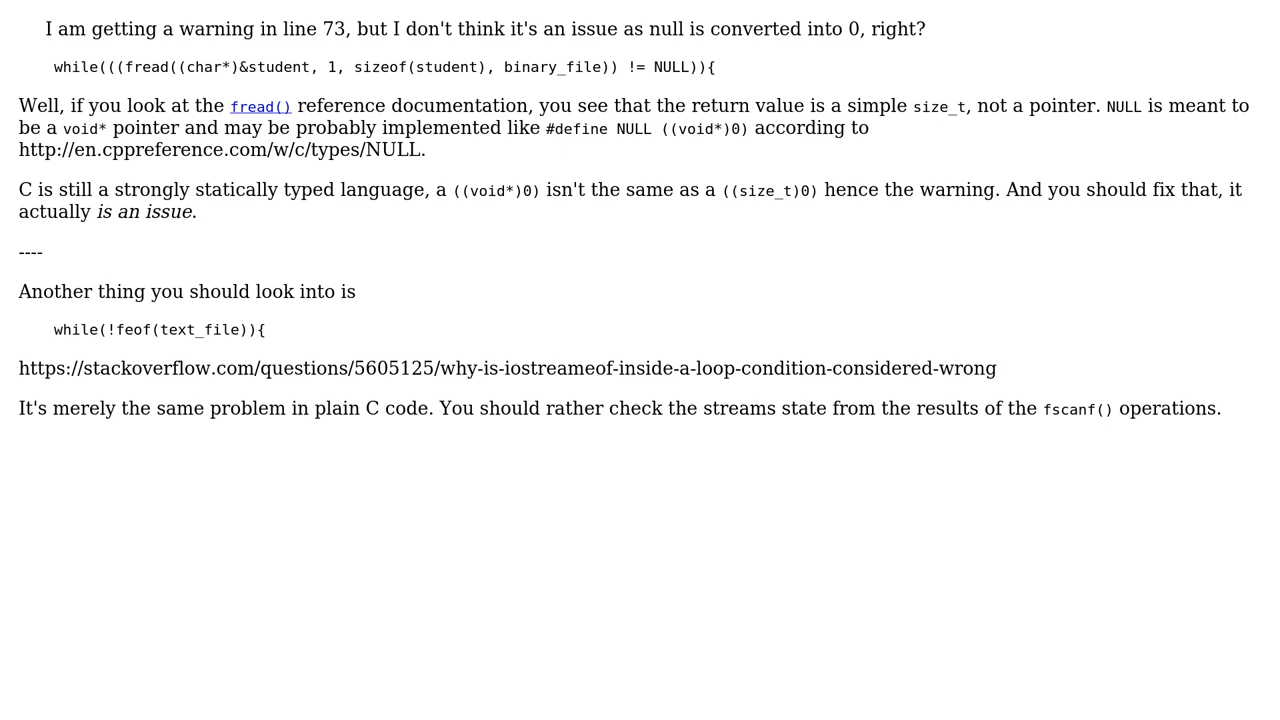 I am getting a warning in line 73, but I don't think it's an issue as null is converted into 0, right?
while(((fread((char*)&student, 1, sizeof(student), binary_file)) != NULL)){
Well, if you look at the fread() reference documentation, you see that the return value is a simple size_t, not a pointer. NULL is meant to
be a void* pointer and may be probably implemented like #define NULL ((void*)0) according to
http://en.cppreference.com/w/c/types/NULL.
C is still a strongly statically typed language, a ((void*)0) isn't the same as a ((size_t)0) hence the warning. And you should fix that, it
actually is an issue.
----
Another thing you should look into is
while(!feof(text_file)){
https://stackoverflow.com/questions/5605125/why-is-iostreameof-inside-a-loop-condition-considered-wrong
It's merely the same problem in plain C code. You should rather check the streams state from the results of the fscanf() operations.